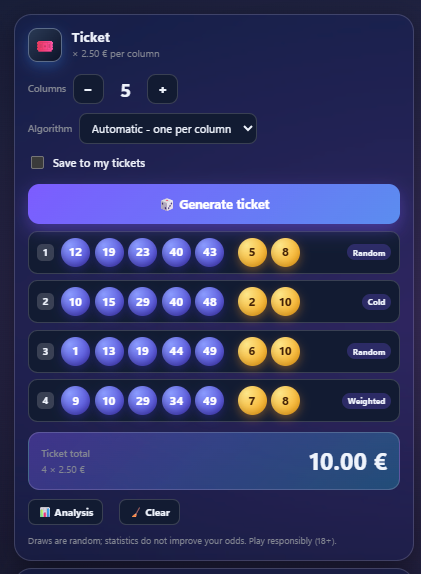 Ticket
× 2.50 € per column
Columns − 5 +
Algorithm Automatic - one per column
Save to my tickets
Generate ticket
1 12 19 23 40 43 5 8 Random
2 10 15 29 40 48 2 10 Cold
3 1 13 19 44 49 6 10 Random
4 9 10 29 34 49 7 8 Weighted
Ticket total
4 × 2.50 € 10.00 €
Analysis Clear
Draws are random; statistics do not improve your odds. Play responsibly (18+).